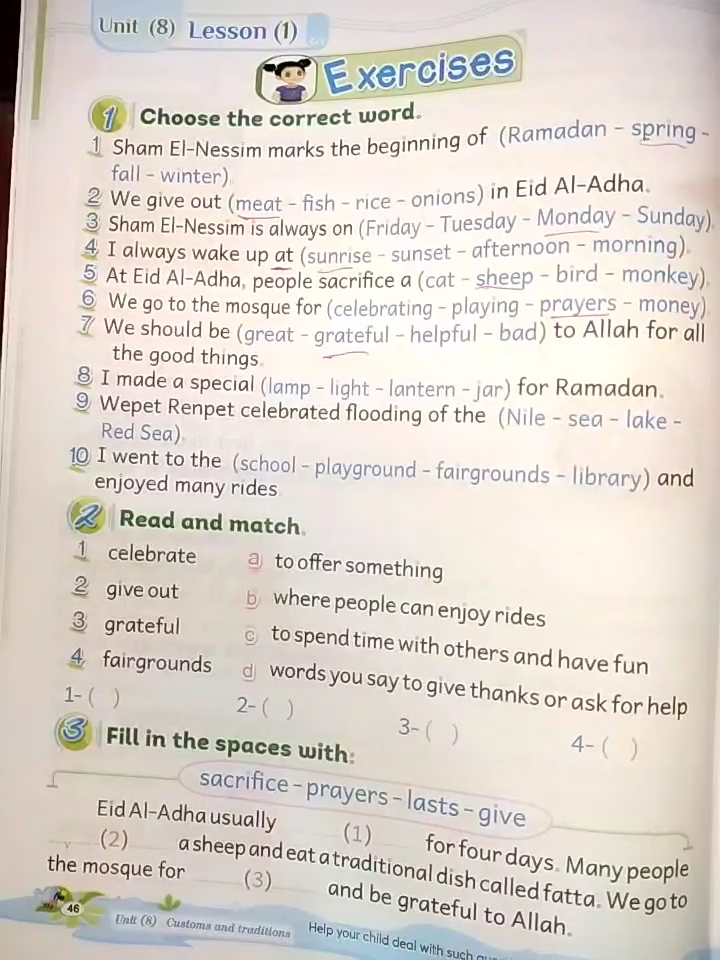 Unit (8) Lesson (1)
Exercises
1 Choose the correct word.
1 Sham El-Nessim marks the beginning of (Ramadan - spring -
fall - winter).
2 We give out (meat - fish - rice - onions) in Eid Al-Adha.
3 Sham El-Nessim is always on (Friday - Tuesday - Monday - Sunday).
4 I always wake up at (sunrise - sunset - afternoon - morning).
5 At Eid Al-Adha, people sacrifice a (cat - sheep - bird - monkey).
6 We go to the mosque for (celebrating - playing - prayers - money)
7 We should be (great - grateful - helpful - bad) to Allah for all
the good things.
8 I made a special (lamp - light - lantern - jar) for Ramadan.
9 Wepet Renpet celebrated flooding of the (Nile - sea - lake -
Red Sea).
10 I went to the (school - playground - fairgrounds - library) and
enjoyed many rides.
2 Read and match.
1 celebrate a to offer something
2 give out b where people can enjoy rides
3 grateful c to spend time with others and have fun
4 fairgrounds d words you say to give thanks or ask for help
1- ( ) 2- ( ) 3- ( ) 4- ( )
3 Fill in the spaces with:
sacrifice - prayers - lasts - give
Eid Al-Adha usually (1) for four days. Many people
(2) a sheep and eat a traditional dish called fatta. We go to
the mosque for (3) and be grateful to Allah.
46
Unit (8) Customs and traditions
Help your child deal with such